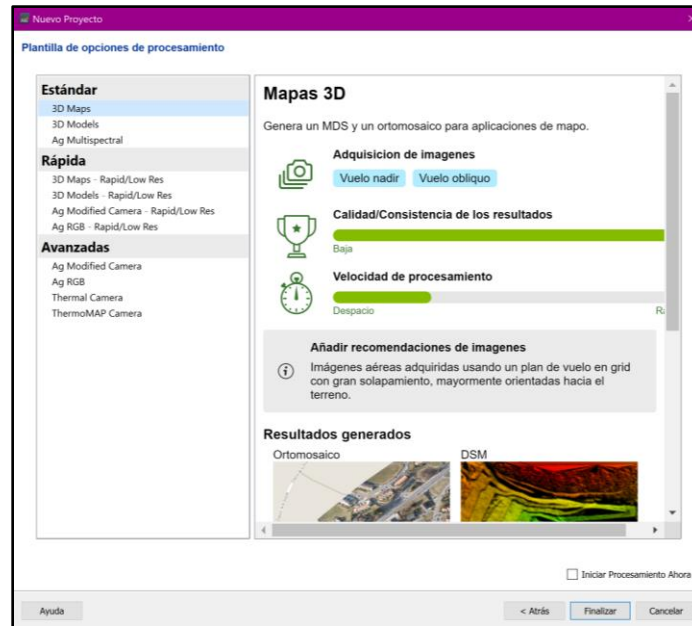 Nuevo Proyecto
Plantilla de opciones de procesamiento
Estándar
3D Maps
3D Models
Ag Multispectral
Rápida
3D Maps - Rapid/Low Res
3D Models - Rapid/Low Res
Ag Modified Camera - Rapid/Low Res
Ag RGB - Rapid/Low Res
Avanzadas
Ag Modified Camera
Ag RGB
Thermal Camera
ThermoMAP Camera
Mapas 3D
Genera un MDS y un ortomosaico para aplicaciones de mapo.
Adquisicion de imagenes
Vuelo nadir Vuelo obliquo
Calidad/Consistencia de los resultados
Baja
Velocidad de procesamiento
Despacio
Añadir recomendaciones de imagenes
Imágenes aéreas adquiridas usando un plan de vuelo en grid
con gran solapamiento, mayormente orientadas hacia el
terreno.
Resultados generados
Ortomosaico DSM
Iniciar Procesamiento Ahora
Ayuda < Atrás Finalizar Cancelar